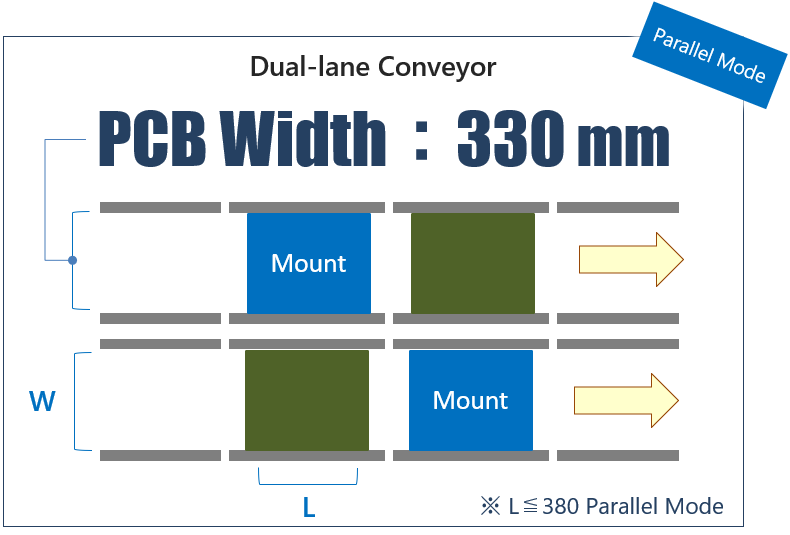 Parallel Mode
Dual-lane Conveyor
PCB Width : 330 mm
Mount
W
Mount
L
※ L≦380 Parallel Mode